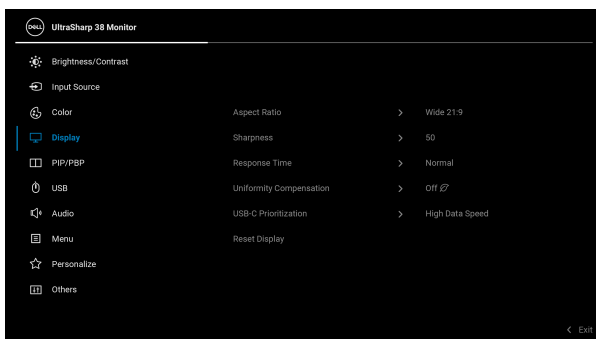 DELL UltraSharp 38 Monitor
Brightness/Contrast
Input Source
Color Aspect Ratio Wide 21:9
Display Sharpness 50
PIP/PBP Response Time Normal
USB Uniformity Compensation Off
Audio USB-C Prioritization High Data Speed
Menu Reset Display
Personalize
Others
Exit